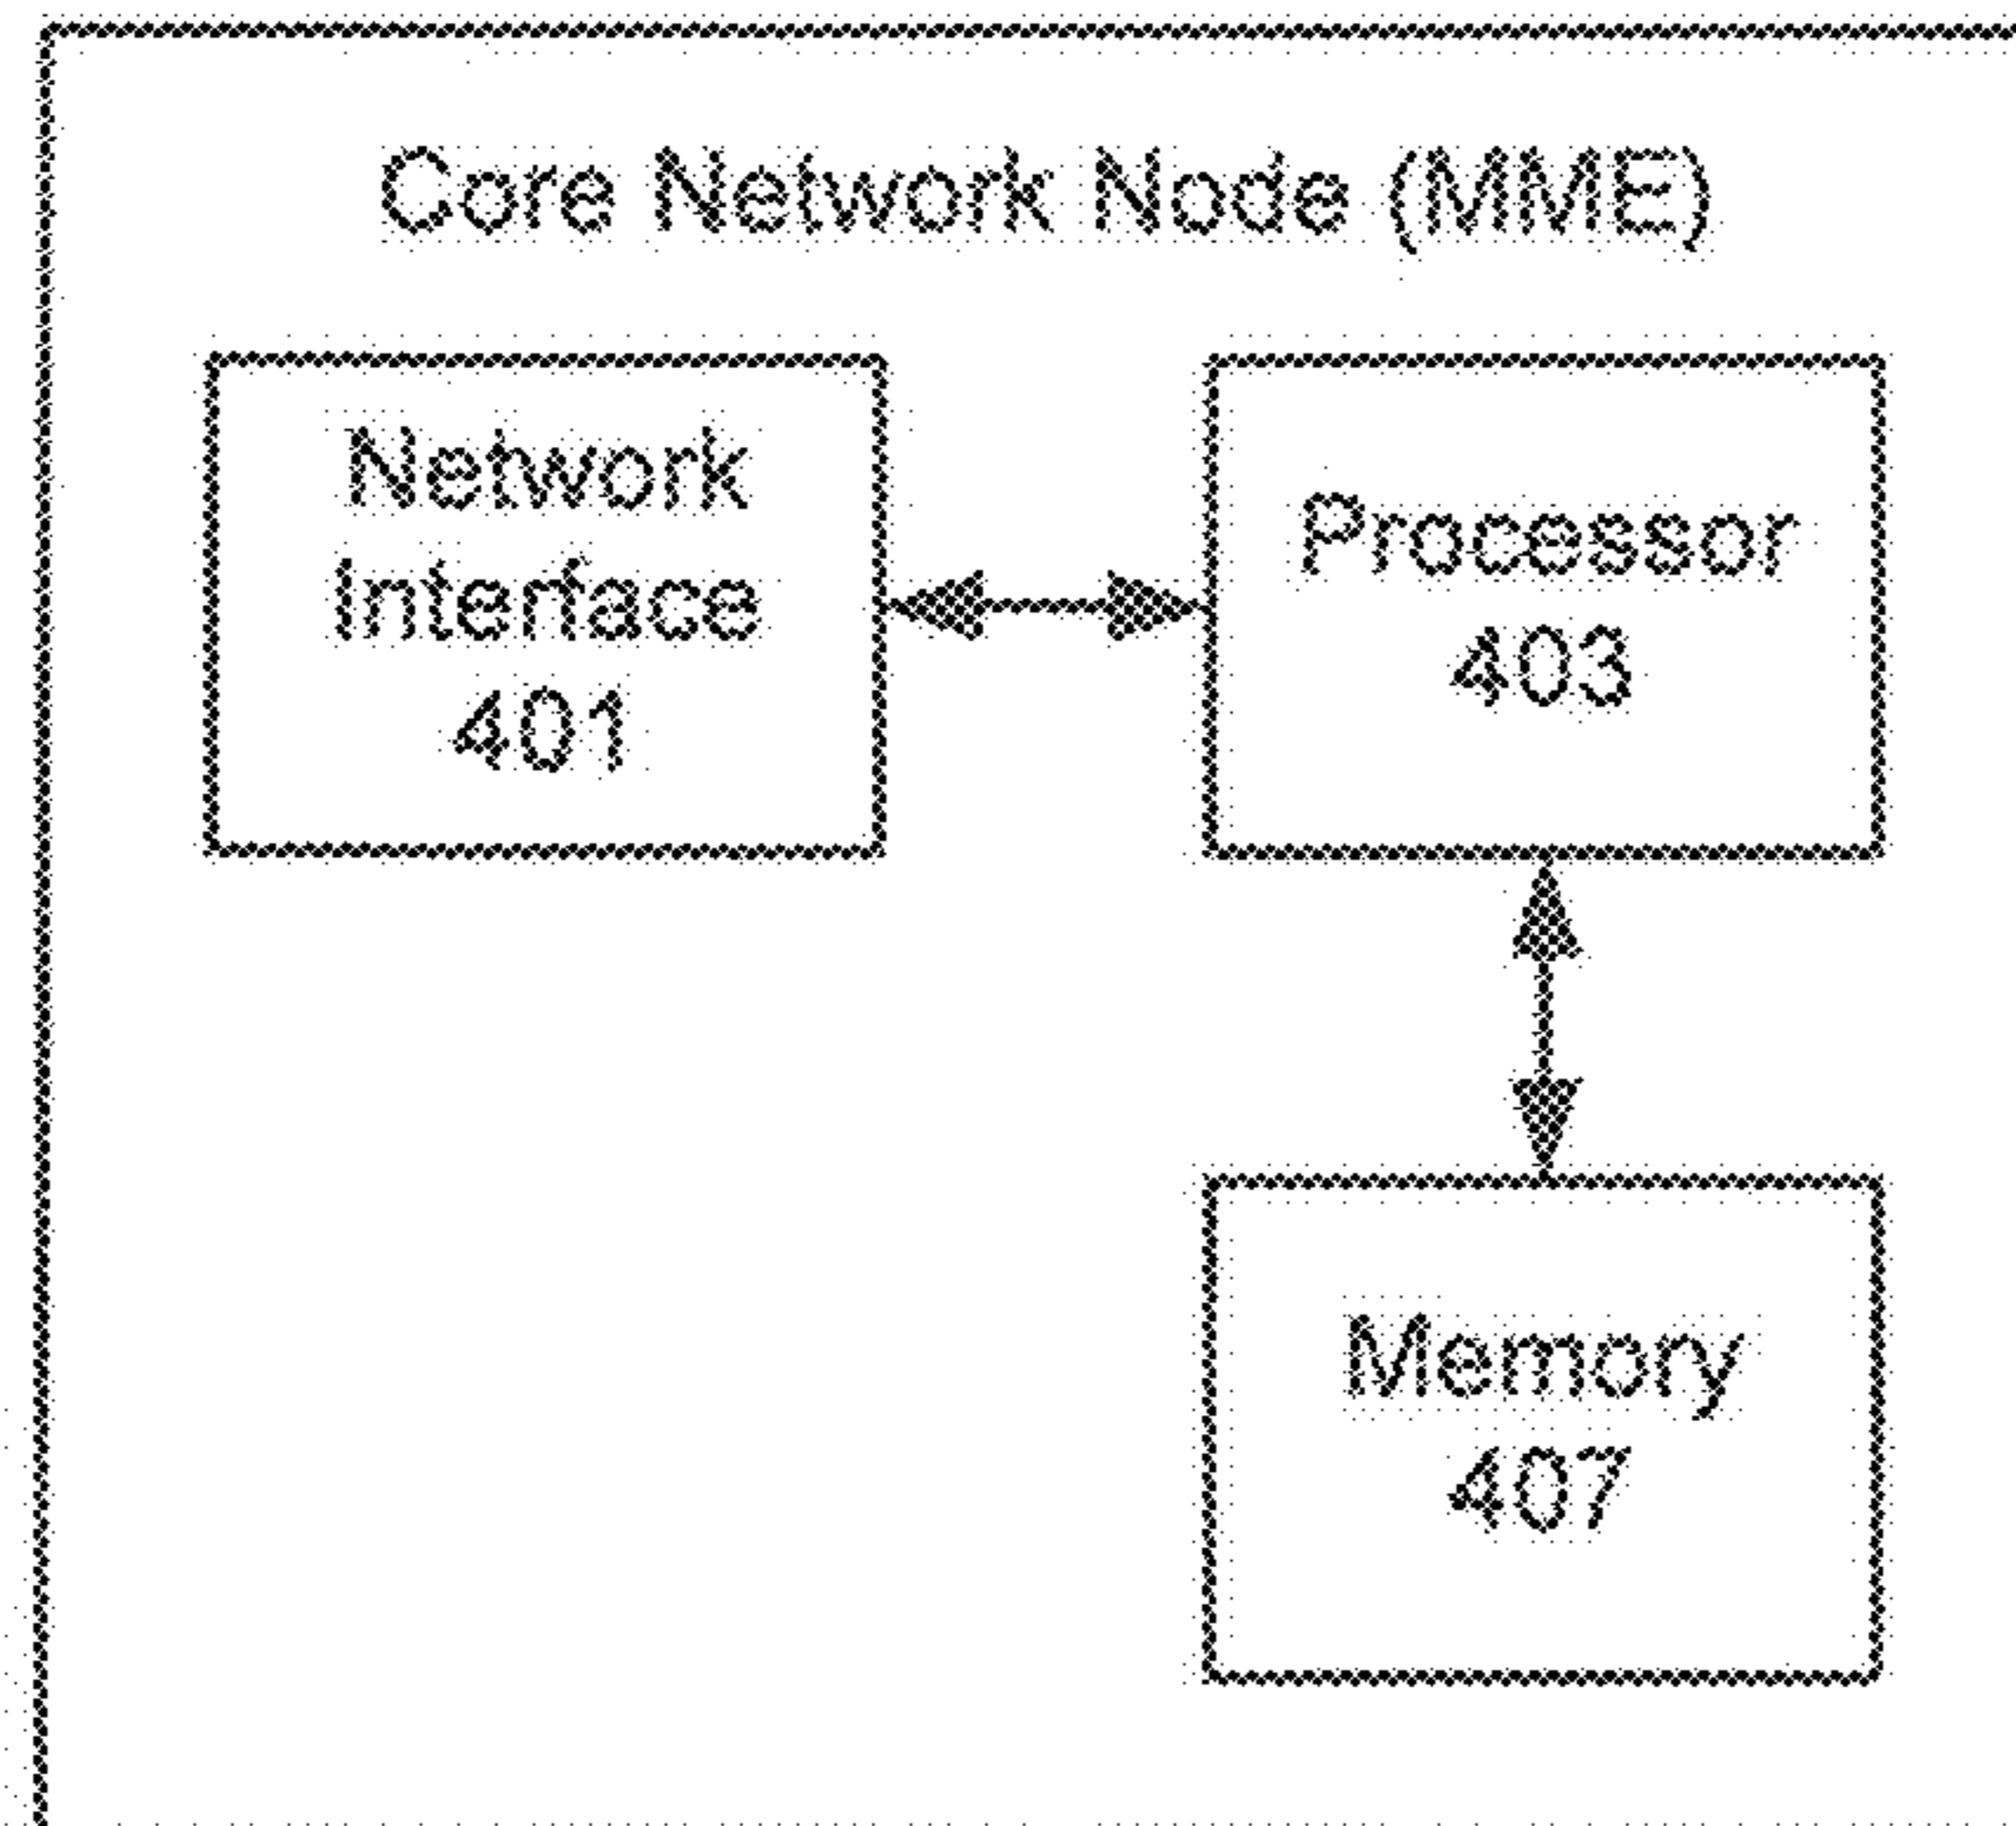 Core Network Node (MME)
Network
Interface
401
Processor
403
Memory
407